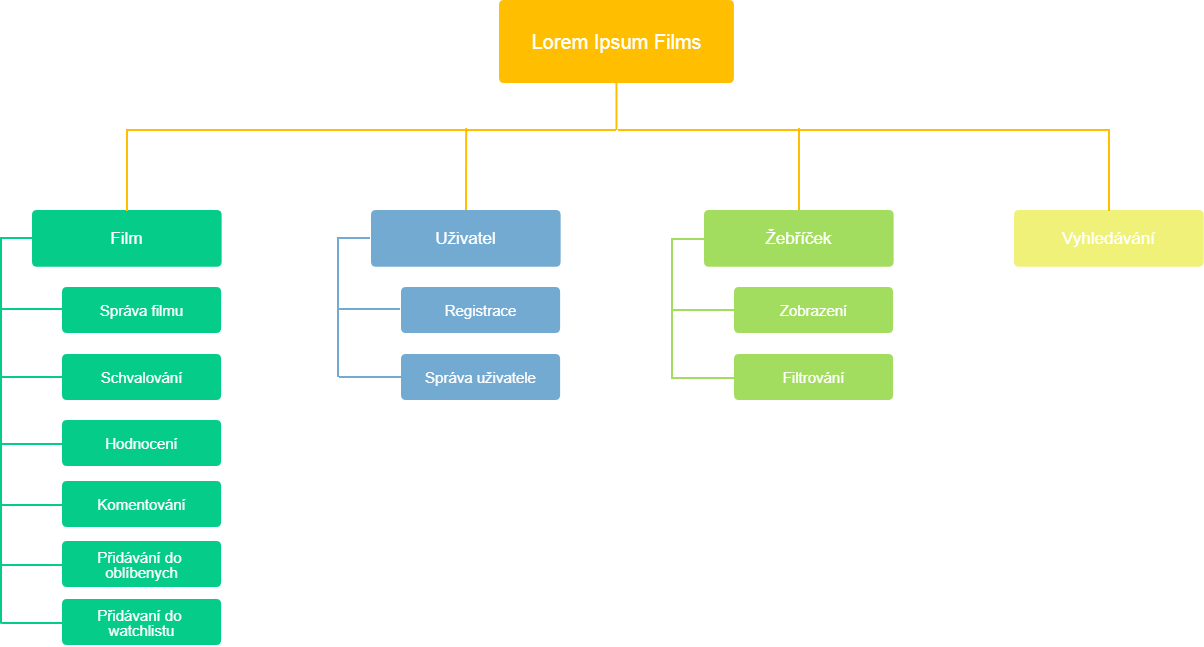 Lorem Ipsum Films
Film
Správa filmu
Schvalování
Hodnocení
Komentování
Přidávání do
oblíbenych
Přidávaní do
watchlistu
Uživatel
Registrace
Správa uživatele
Žebříček
Zobrazení
Filtrování
Vyhledávání